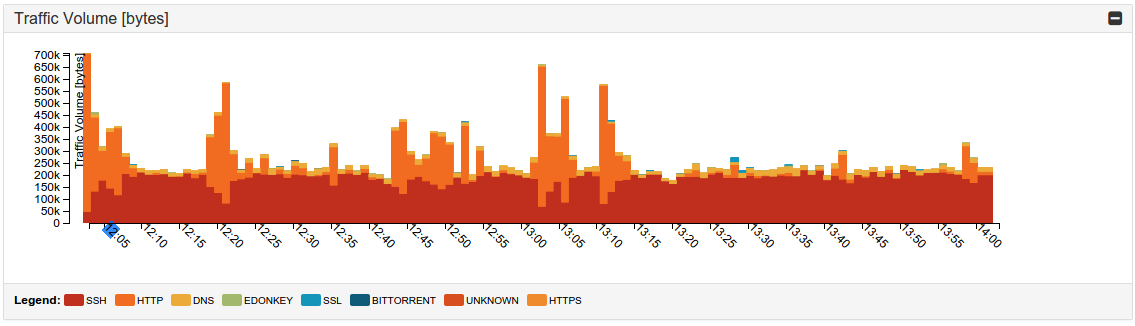 Traffic Volume [bytes]
700k
650k
600k
550k
500k
450k
400k
350k
300k
250k
200k
150k
100k
50k
0
Traffic Volume [bytes]
12:05
12:10
12:15
12:20
12:25
12:30
12:35
12:40
12:45
12:50
12:55
13:00
13:05
13:10
13:15
13:20
13:25
13:30
13:35
13:40
13:45
13:50
13:55
14:00
Legend: SSH HTTP DNS EDONKEY SSL BITTORRENT UNKNOWN HTTPS